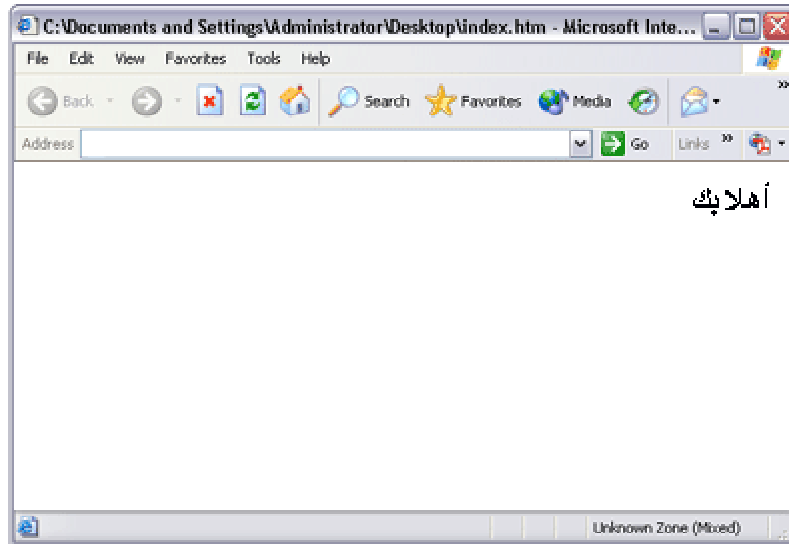 C:\Documents and Settings\Administrator\Desktop\index.htm - Microsoft Inte...
File Edit View Favorites Tools Help
Back Search Favorites Media »
Address Go Links »
أهلا بك
Unknown Zone (Mixed)